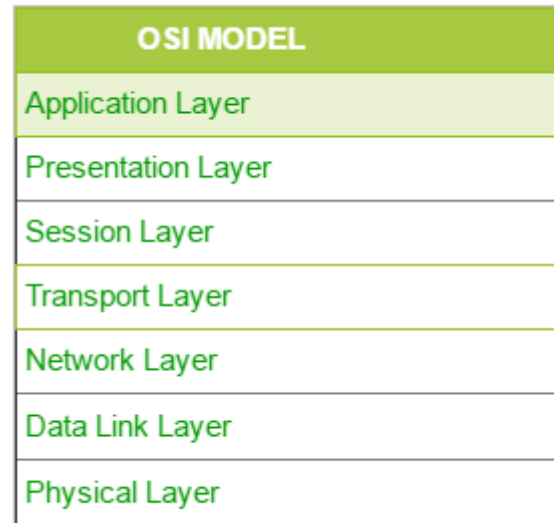 OSI MODEL
Application Layer
Presentation Layer
Session Layer
Transport Layer
Network Layer
Data Link Layer
Physical Layer